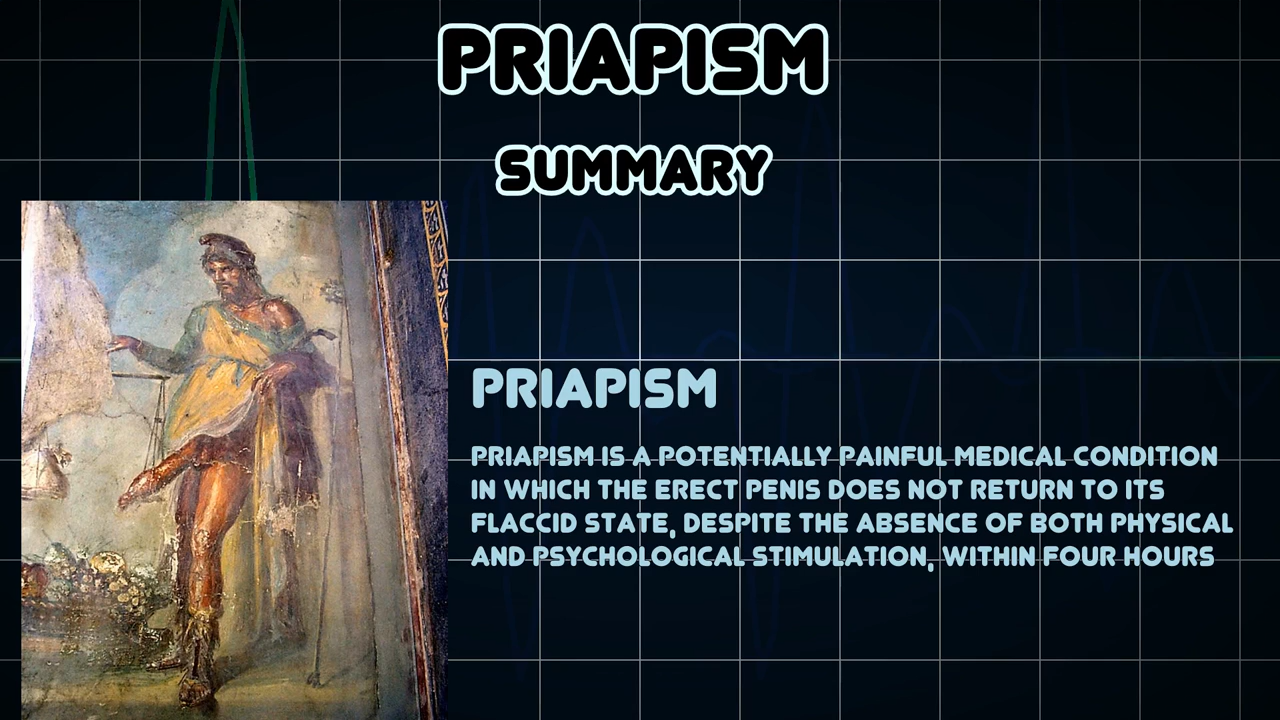 PRIAPISM
SUMMARY
PRIAPISM
PRIAPISM IS A POTENTIALLY PAINFUL MEDICAL CONDITION
IN WHICH THE ERECT PENIS DOES NOT RETURN TO ITS
FLACCID STATE, DESPITE THE ABSENCE OF BOTH PHYSICAL
AND PSYCHOLOGICAL STIMULATION, WITHIN FOUR HOURS